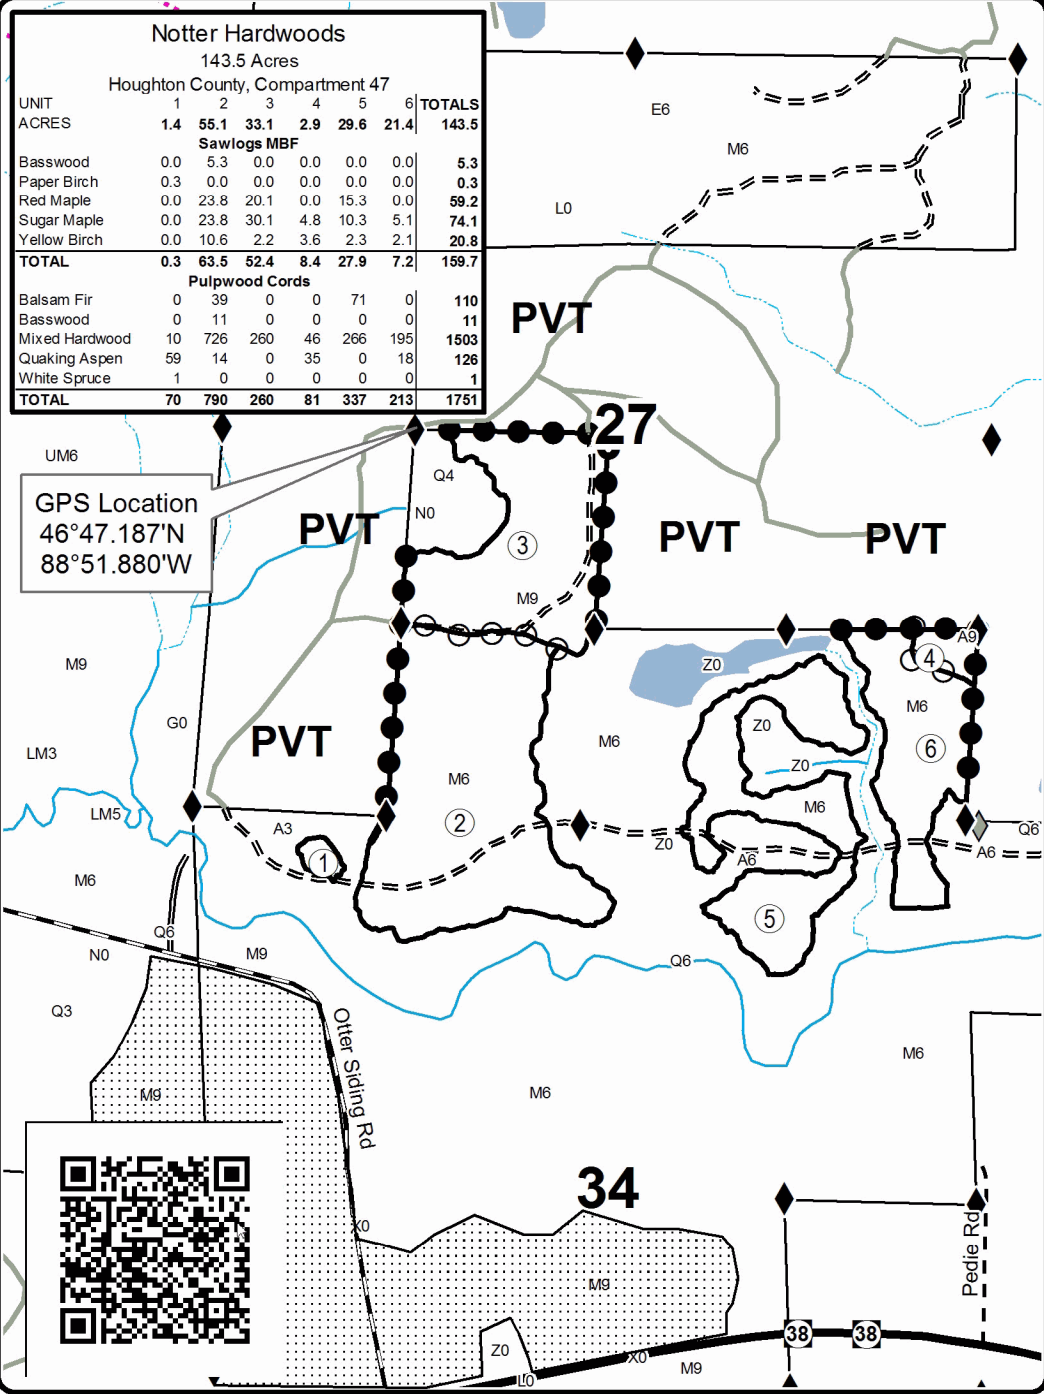 Notter Hardwoods
143.5 Acres
Houghton County, Compartment 47
UNIT 1 2 3 4 5 6 TOTALS
ACRES 1.4 55.1 33.1 2.9 29.6 21.4 143.5
Sawlogs MBF
Basswood 0.0 5.3 0.0 0.0 0.0 0.0 5.3
Paper Birch 0.3 0.0 0.0 0.0 0.0 0.0 0.3
Red Maple 0.0 23.8 20.1 0.0 15.3 0.0 59.2
Sugar Maple 0.0 23.8 30.1 4.8 10.3 5.1 74.1
Yellow Birch 0.0 10.6 2.2 3.6 2.3 2.1 20.8
TOTAL 0.3 63.5 52.4 8.4 27.9 7.2 159.7
Pulpwood Cords
Balsam Fir 0 39 0 0 71 0 110
Basswood 0 11 0 0 0 0 11
Mixed Hardwood 10 726 260 46 266 195 1503
Quaking Aspen 59 14 0 35 0 18 126
White Spruce 1 0 0 0 0 0 1
TOTAL 70 790 260 81 337 213 1751
E6
M6
L0
PVT
27
UM6
Q4
GPS Location
46°47.187'N
88°51.880'W
N0
PVT
PVT
PVT
3
M9
A9
M9
Z0
4
G0
M6
Z0
M6
PVT
6
LM3
Z0
M6
M6
LM5
A3
2
Q6
Z0
A6
A6
1
M6
5
Q6
N0
M9
Q6
Q3
Otter Siding Rd
M6
M9
M6
34
X0
Pedie Rd
M9
38
38
Z0
X0
M9
L0